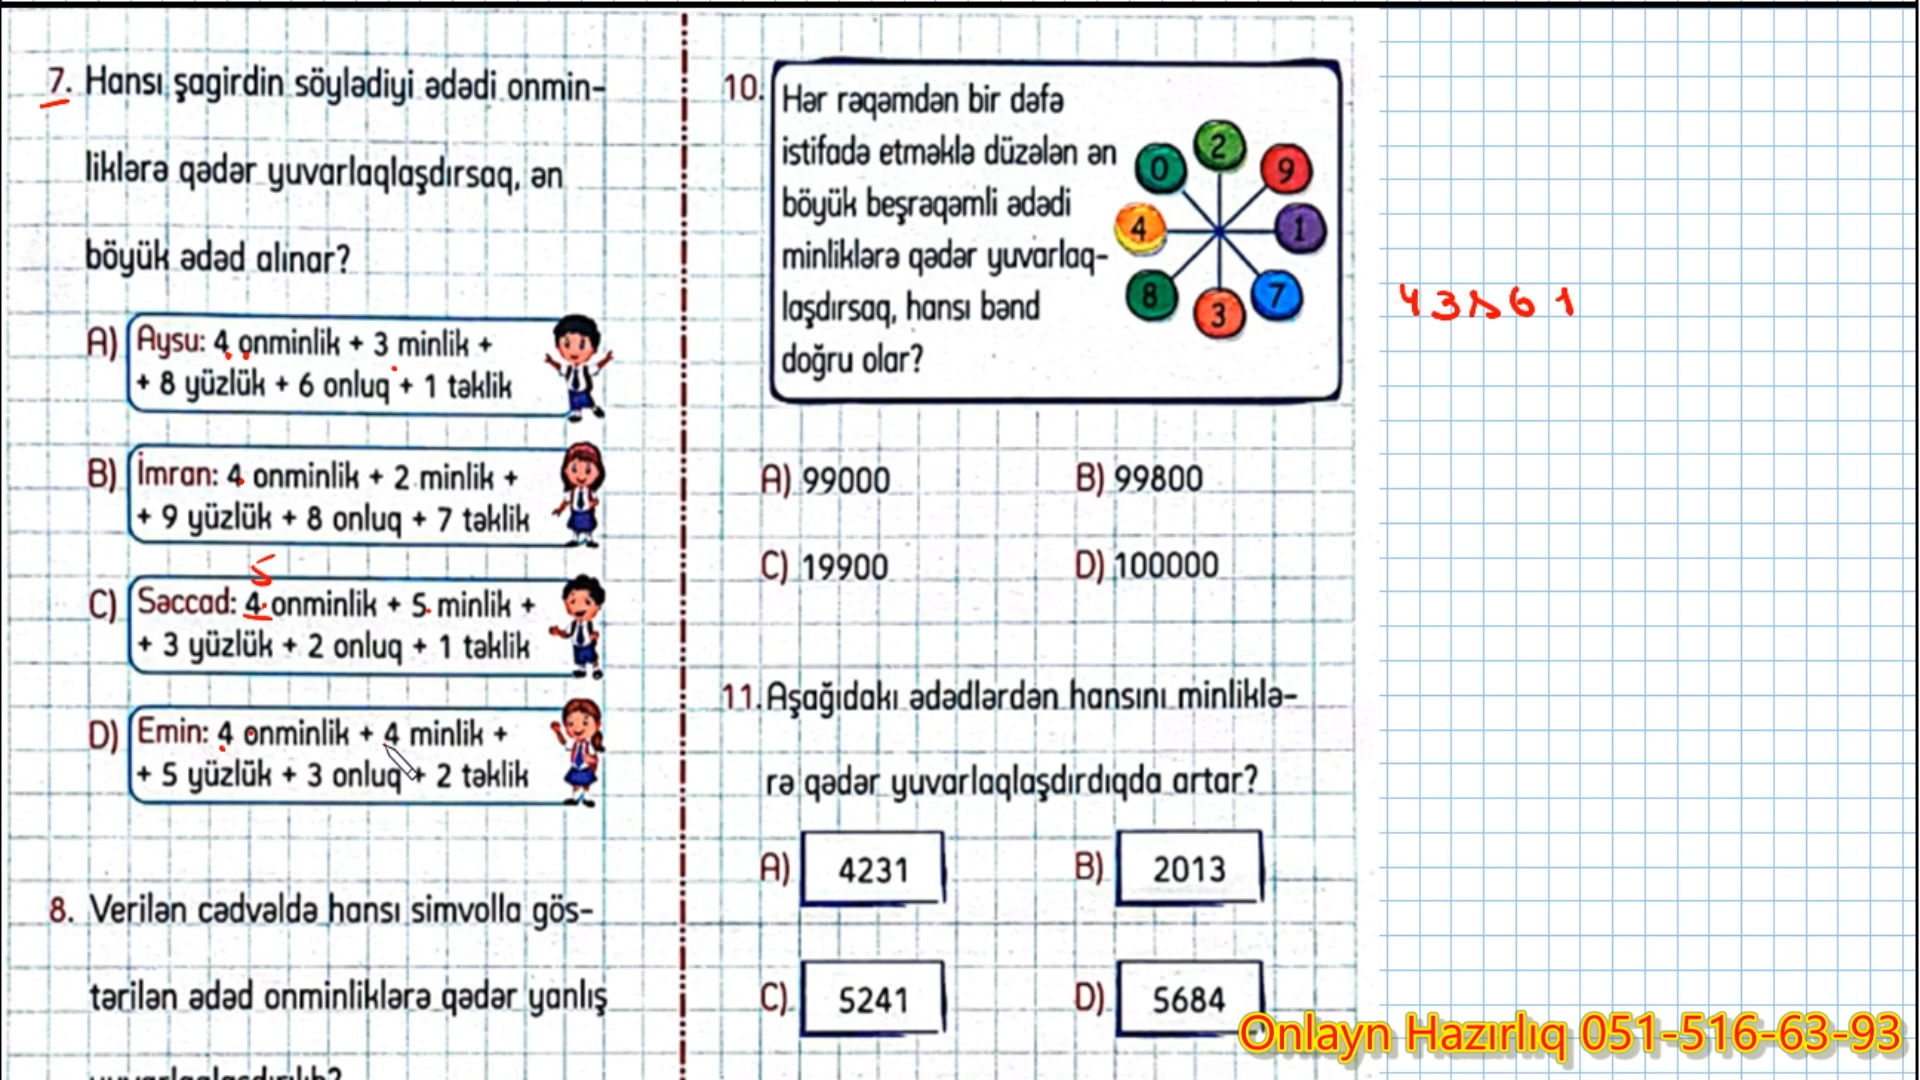 7. Hansı şagirdin söylədiyi ədədi onmin-
liklərə qədər yuvarlaqlaşdırsaq, ən
böyük ədəd alınar?
A) Aysu: 4 onminlik + 3 minlik +
+ 8 yüzlük + 6 onluq + 1 təklik
B) İmran: 4 onminlik + 2 minlik +
+ 9 yüzlük + 8 onluq + 7 təklik
5
C) Səccad: 4 onminlik + 5 minlik +
+ 3 yüzlük + 2 onluq + 1 təklik
D) Emin: 4 onminlik + 4 minlik +
+ 5 yüzlük + 3 onluq + 2 təklik
8. Verilən cədvəldə hansı simvolla gös-
tərilən ədəd onminliklərə qədər yanlış
10. Hər rəqəmdən bir dəfə
istifadə etməklə düzələn ən
böyük beşrəqəmli ədədi
minliklərə qədər yuvarlaq-
laşdırsaq, hansı bənd
doğru olar?
0 2 9
4 1
8 3 7
A) 99000 B) 99800
C) 19900 D) 100000
11. Aşağıdakı ədədlərdən hansını minliklə-
rə qədər yuvarlaqlaşdırdıqda artar?
A) 4231 B) 2013
C) 5241 D) 5684
Onlayn Hazırlıq 051-516-63-93